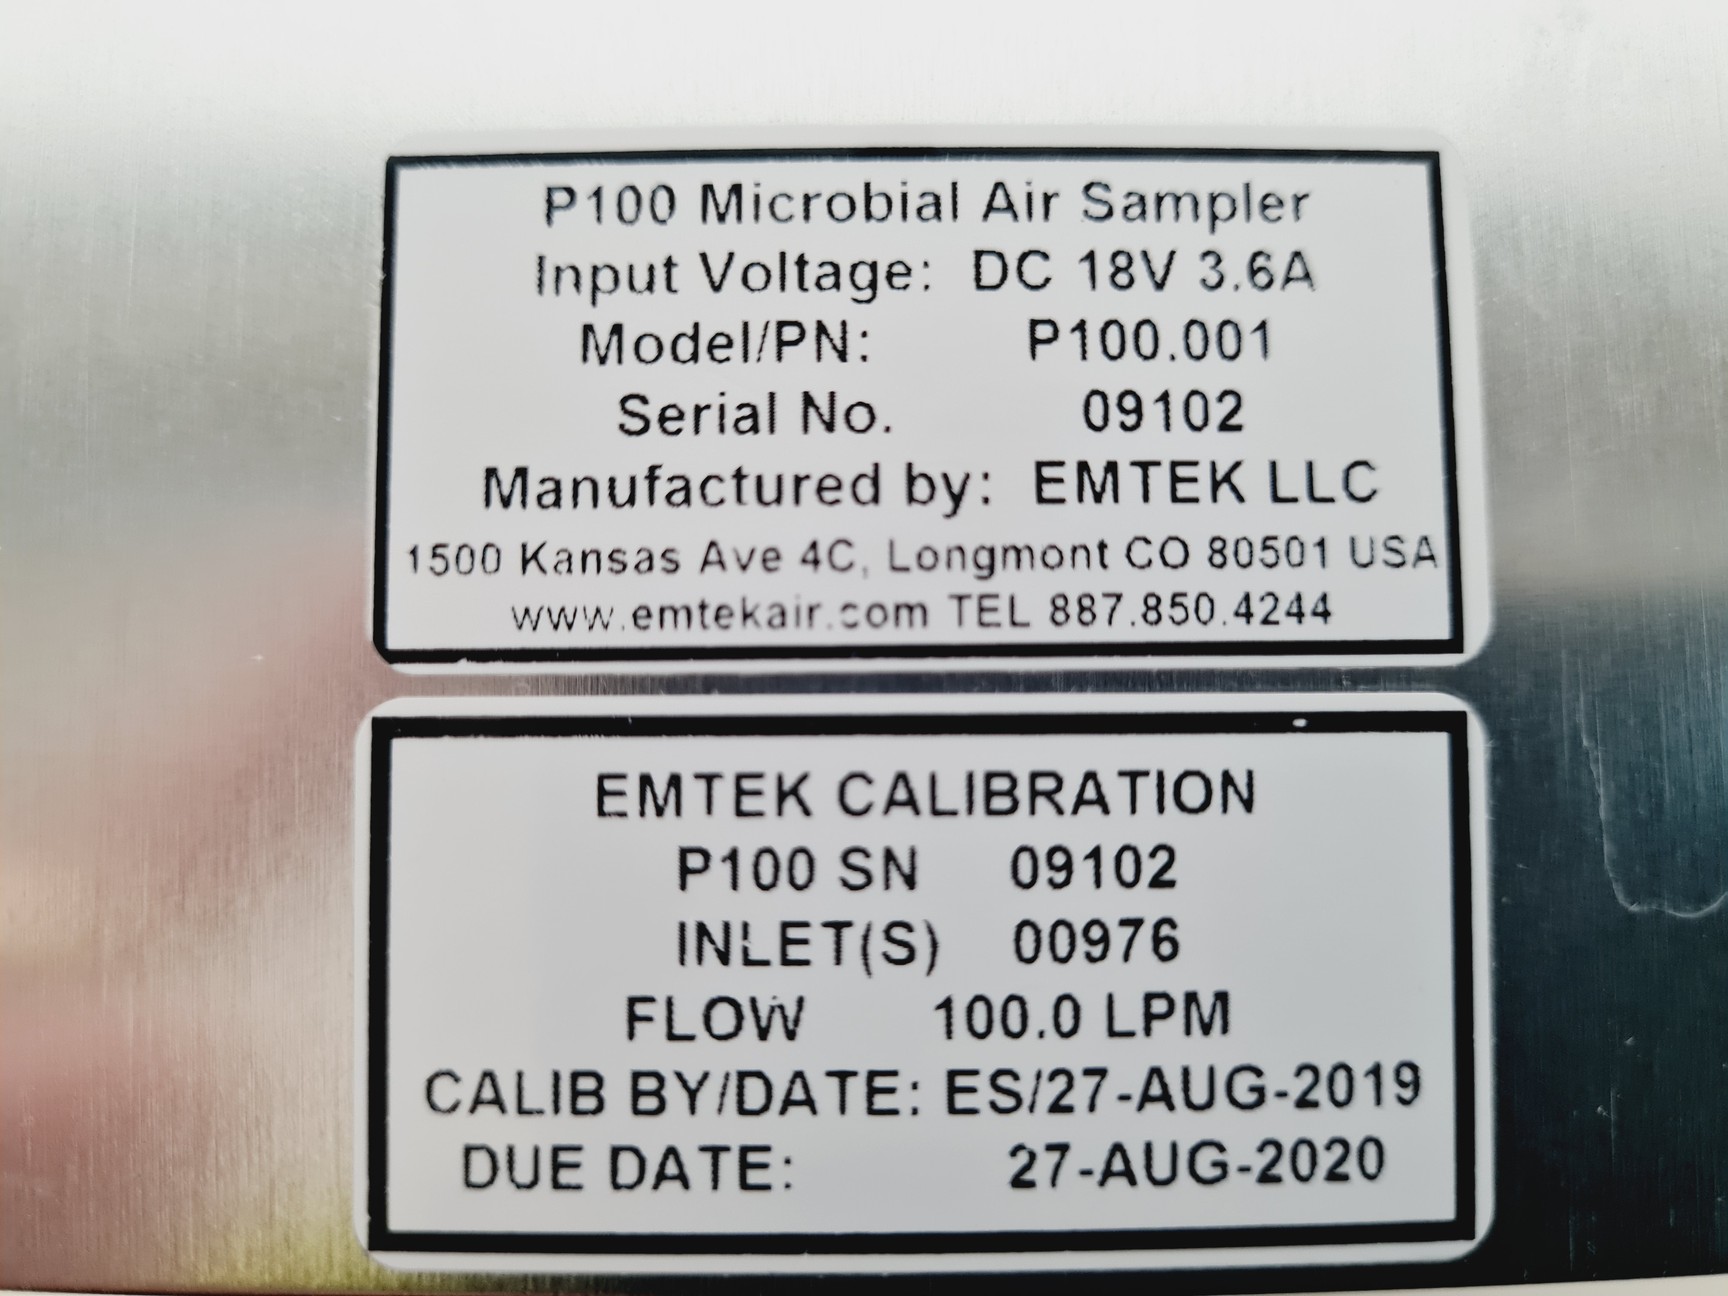 P100 Microbial Air Sampler
Input Voltage: DC 18V 3.6A
Model/PN: P100.001
Serial No. 09102
Manufactured by: EMTEK LLC
1500 Kansas Ave 4C, Longmont CO 80501 USA
www.emtekair.com TEL 887.850.4244
EMTEK CALIBRATION
P100 SN 09102
INLET(S) 00976
FLOW 100.0 LPM
CALIB BY/DATE: ES/27-AUG-2019
DUE DATE: 27-AUG-2020